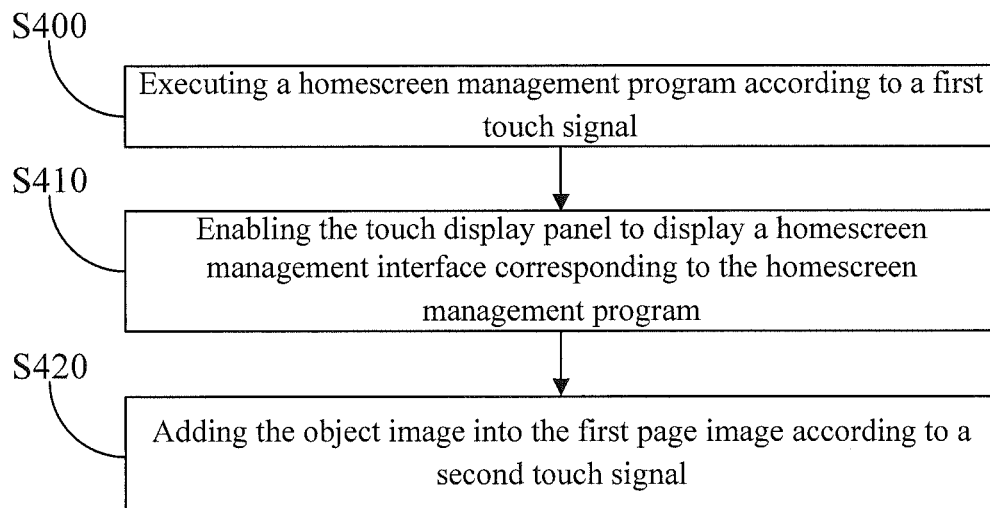 S400
Executing a homescreen management program according to a first
touch signal
S410
Enabling the touch display panel to display a homescreen
management interface corresponding to the homescreen
management program
S420
Adding the object image into the first page image according to a
second touch signal